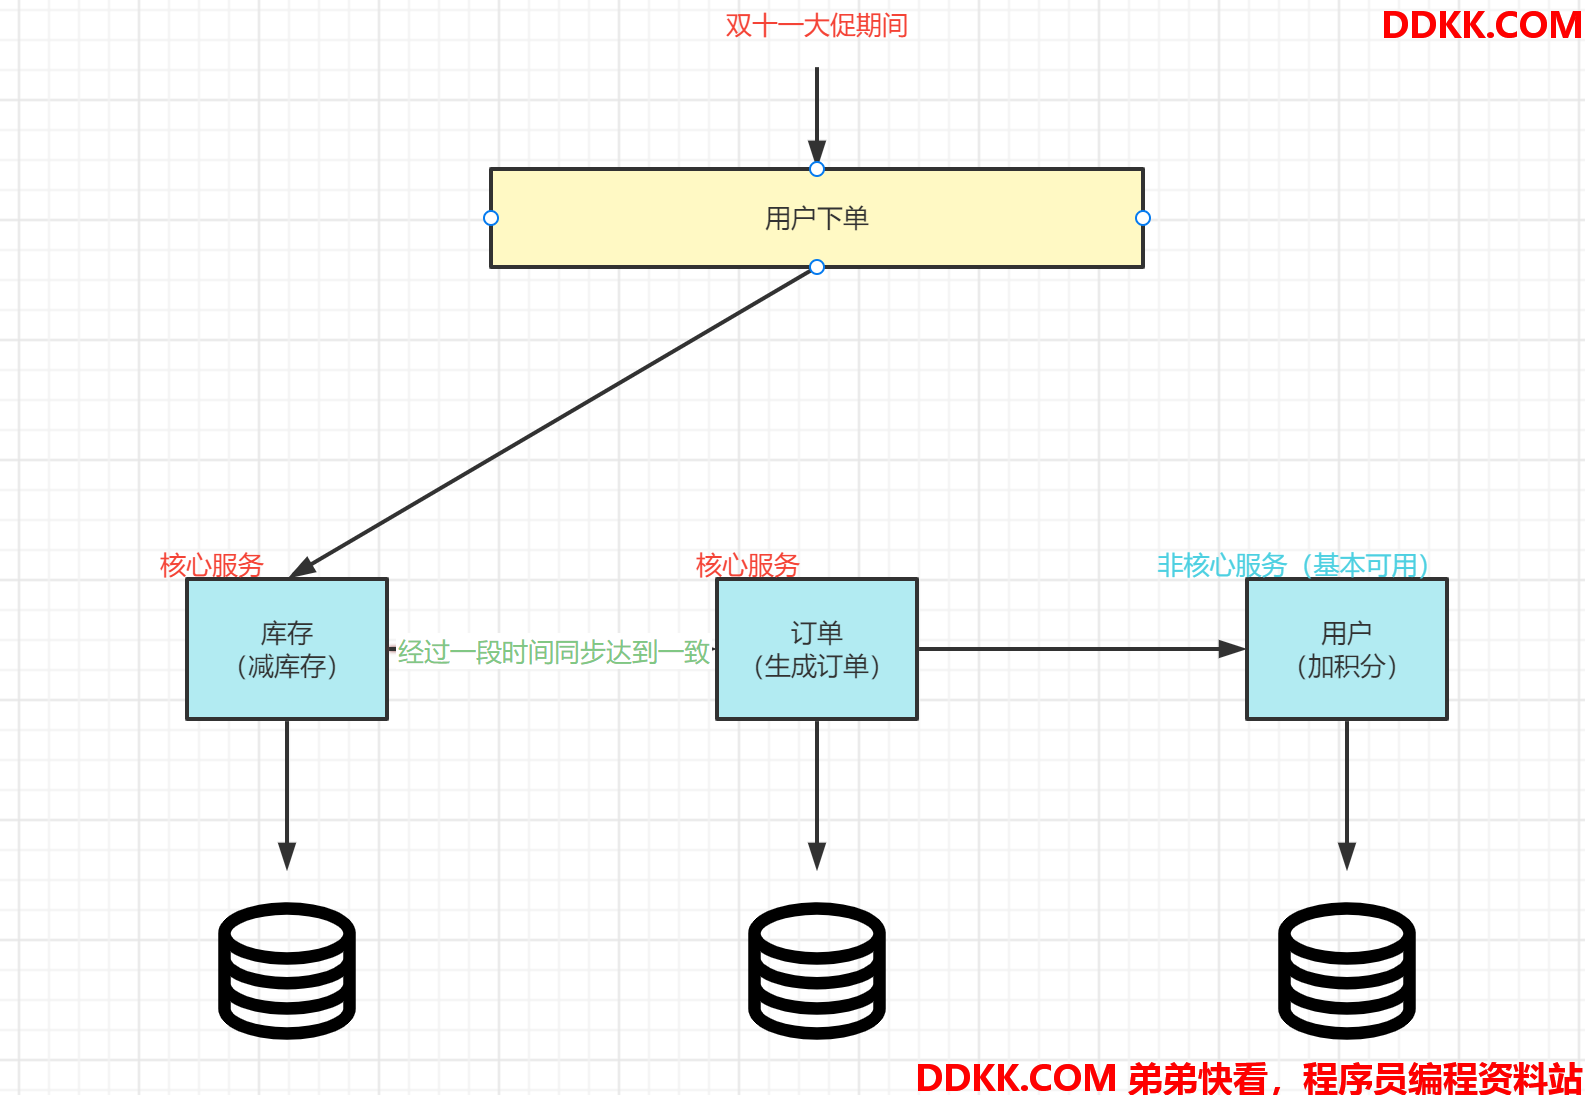 双十一大促期间
DDKK.COM
用户下单
核心服务
核心服务
非核心服务（基本可用）
库存
（减库存）
经过一段时间同步达到一致
订单
（生成订单）
用户
（加积分）
DDKK.COM 弟弟快看，程序员编程资料站